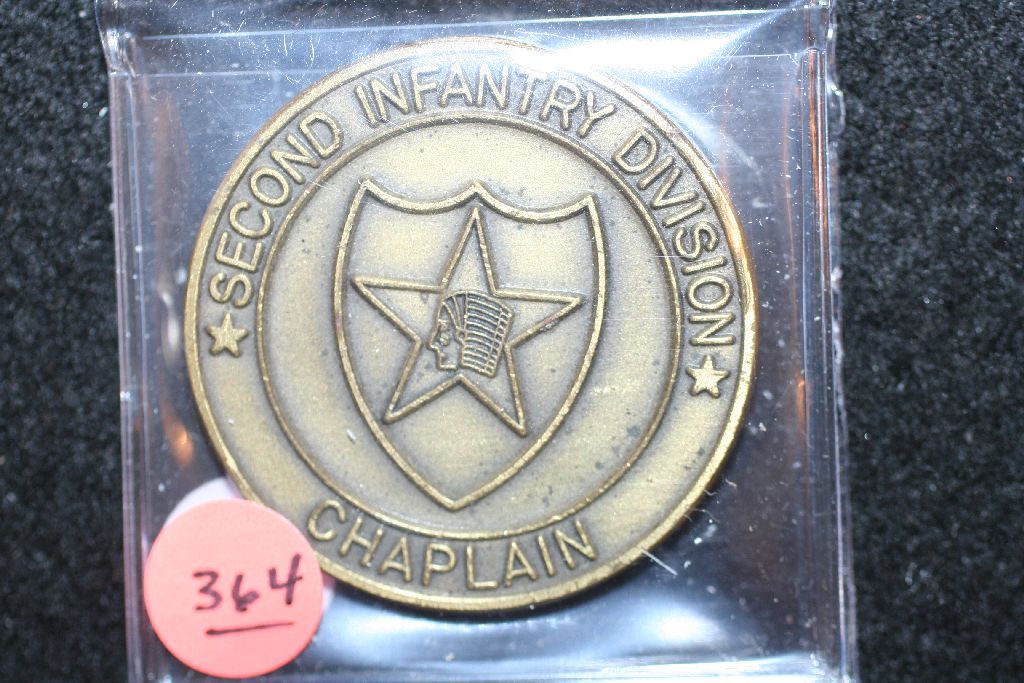 SECOND INFANTRY DIVISION
CHAPLAIN
364